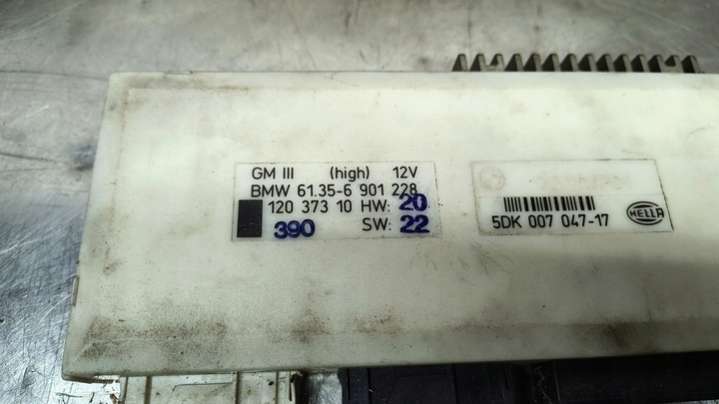 GM III (high) 12V
BMW 61.35-6 901 228
120 373 10 HW: 20
390 SW: 22
5DK 007 047-17 HELLA